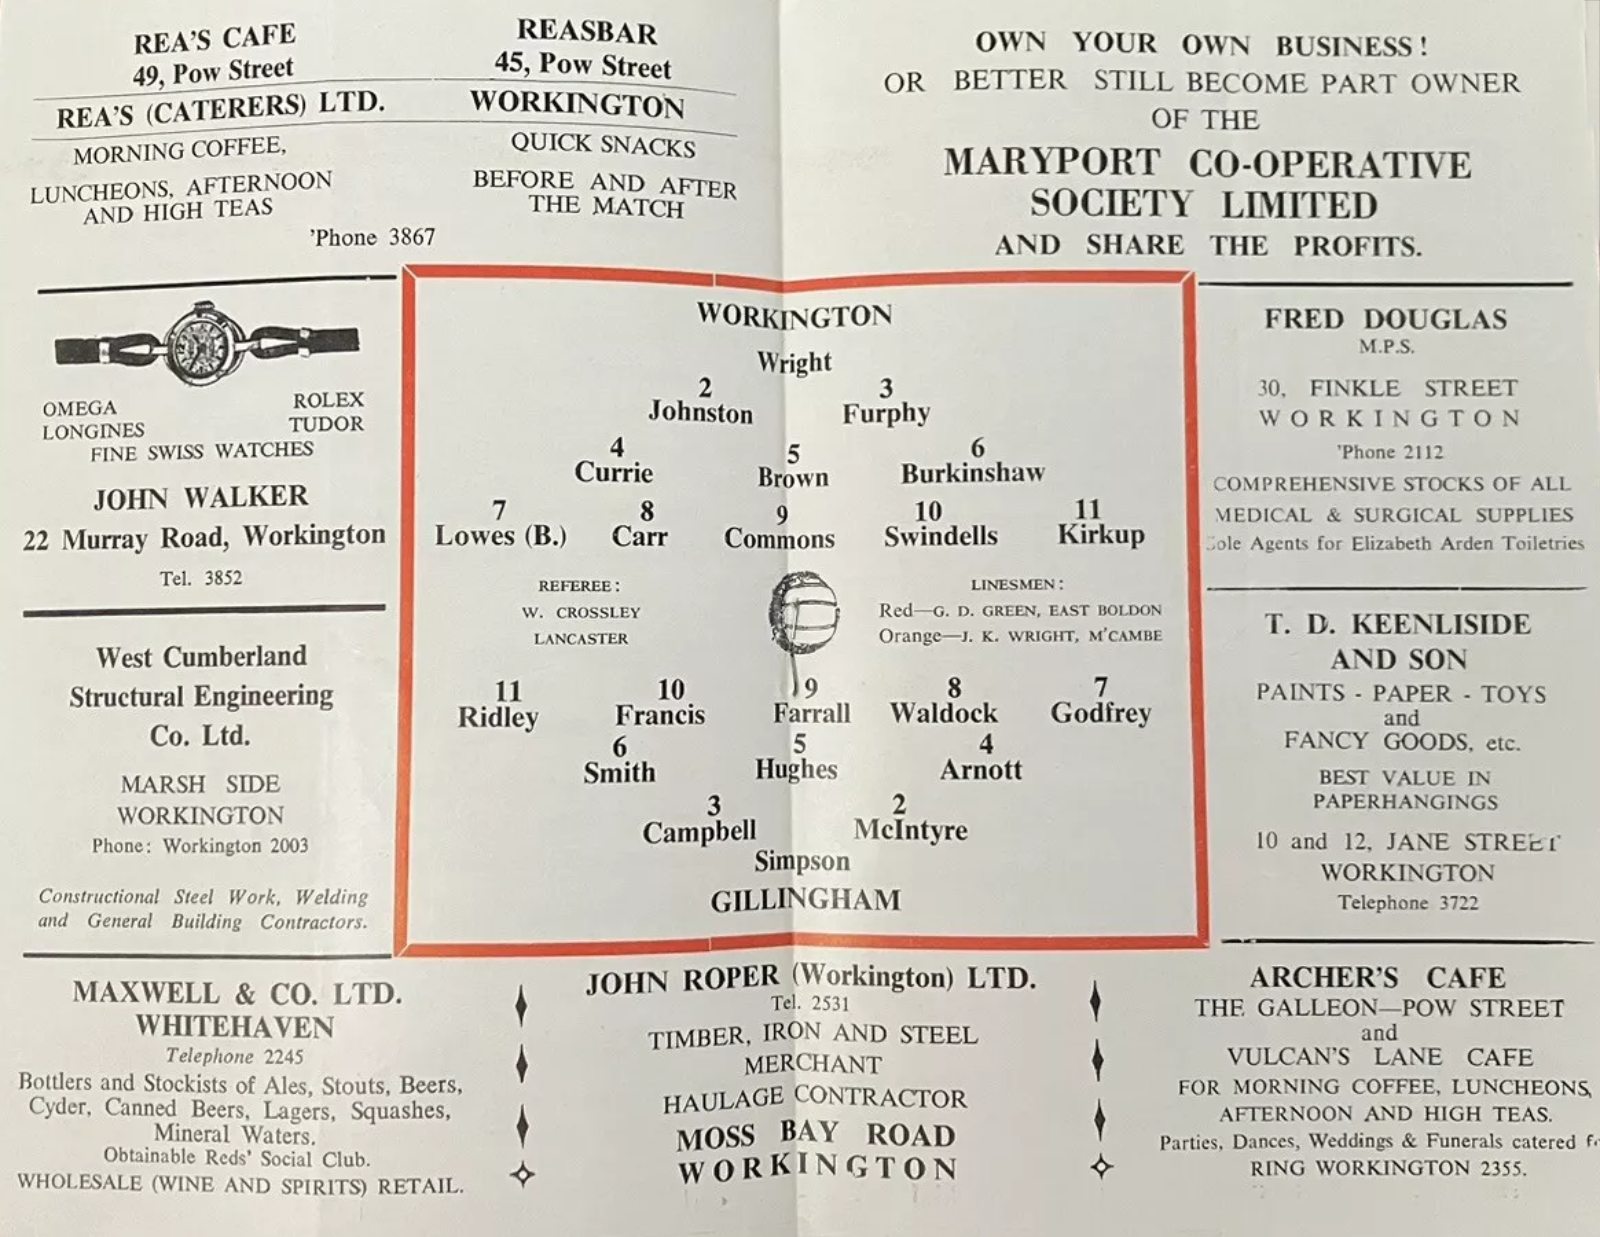 REA'S CAFE
49, Pow Street
REA'S (CATERERS) LTD.
MORNING COFFEE,
LUNCHEONS, AFTERNOON
AND HIGH TEAS
REASBAR
45, Pow Street
WORKINGTON
QUICK SNACKS
BEFORE AND AFTER
THE MATCH
'Phone 3867
OWN YOUR OWN BUSINESS!
OR BETTER STILL BECOME PART OWNER
OF THE
MARYPORT CO-OPERATIVE
SOCIETY LIMITED
AND SHARE THE PROFITS.
OMEGA ROLEX
LONGINES TUDOR
FINE SWISS WATCHES
JOHN WALKER
22 Murray Road, Workington
Tel. 3852
West Cumberland
Structural Engineering
Co. Ltd.
MARSH SIDE
WORKINGTON
Phone: Workington 2003
Constructional Steel Work, Welding
and General Building Contractors.
WORKINGTON
Wright
2 3
Johnston Furphy
4 5 6
Currie Brown Burkinshaw
7 8 9 10 11
Lowes (B.) Carr Commons Swindells Kirkup
REFEREE:
W. CROSSLEY
LANCASTER
LINESMEN:
Red—G. D. GREEN, EAST BOLDON
Orange—J. K. WRIGHT, M'CAMBE
11 10 9 8 7
Ridley Francis Farrall Waldock Godfrey
6 5 4
Smith Hughes Arnott
3 2
Campbell McIntyre
Simpson
GILLINGHAM
FRED DOUGLAS
M.P.S.
30, FINKLE STREET
WORKINGTON
'Phone 2112
COMPREHENSIVE STOCKS OF ALL
MEDICAL & SURGICAL SUPPLIES
Sole Agents for Elizabeth Arden Toiletries
T. D. KEENLISIDE
AND SON
PAINTS - PAPER - TOYS
and
FANCY GOODS, etc.
BEST VALUE IN
PAPERHANGINGS
10 and 12, JANE STREET
WORKINGTON
Telephone 3722
MAXWELL & CO. LTD.
WHITEHAVEN
Telephone 2245
Bottlers and Stockists of Ales, Stouts, Beers,
Cyder, Canned Beers, Lagers, Squashes,
Mineral Waters.
Obtainable Reds' Social Club.
WHOLESALE (WINE AND SPIRITS) RETAIL.
JOHN ROPER (Workington) LTD.
Tel. 2531
TIMBER, IRON AND STEEL
MERCHANT
HAULAGE CONTRACTOR
MOSS BAY ROAD
WORKINGTON
ARCHER'S CAFE
THE GALLEON—POW STREET
and
VULCAN'S LANE CAFE
FOR MORNING COFFEE, LUNCHEONS,
AFTERNOON AND HIGH TEAS.
Parties, Dances, Weddings & Funerals catered
RING WORKINGTON 2355.